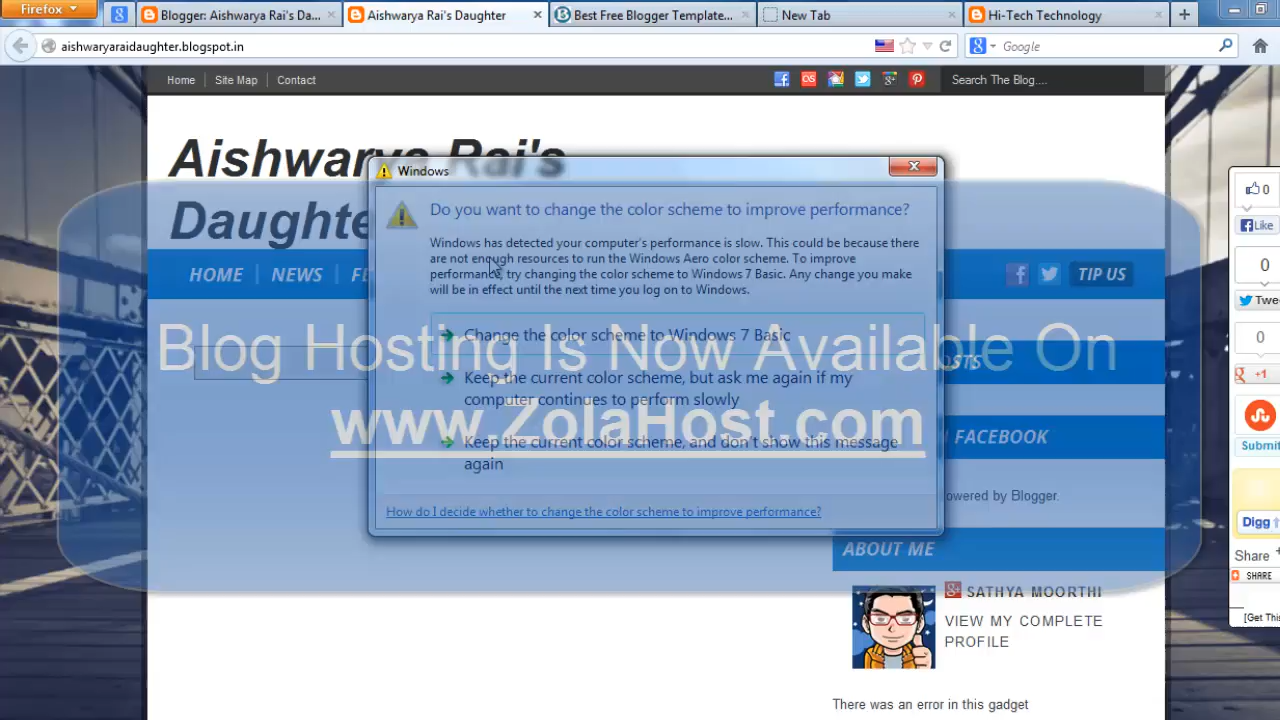 Firefox
Blogger: Aishwarya Rai's Da...
Aishwarya Rai's Daughter
Best Free Blogger Template...
New Tab
Hi-Tech Technology
aishwaryaraidaughter.blogspot.in
Google
Home
Site Map
Contact
Search The Blog....
Aishwarya Rai's
Daughte
HOME
NEWS
TIP US
Windows
Do you want to change the color scheme to improve performance?
Windows has detected your computer's performance is slow. This could be because there
are not enough resources to run the Windows Aero color scheme. To improve
performance, try changing the color scheme to Windows 7 Basic. Any change you make
will be in effect until the next time you log on to Windows.
Change the color scheme to Windows 7 Basic
Keep the current color scheme, but ask me again if my
computer continues to perform slowly
Keep the current color scheme, and don't show this message
again
How do I decide whether to change the color scheme to improve performance?
Blog Hosting Is Now Available On
www.ZolaHost.com
FACEBOOK
owered by Blogger.
ABOUT ME
SATHYA MOORTHI
VIEW MY COMPLETE
PROFILE
There was an error in this gadget
0
Like
0
Twee
0
+1
Submit
Digg
Share
SHARE
[Get This